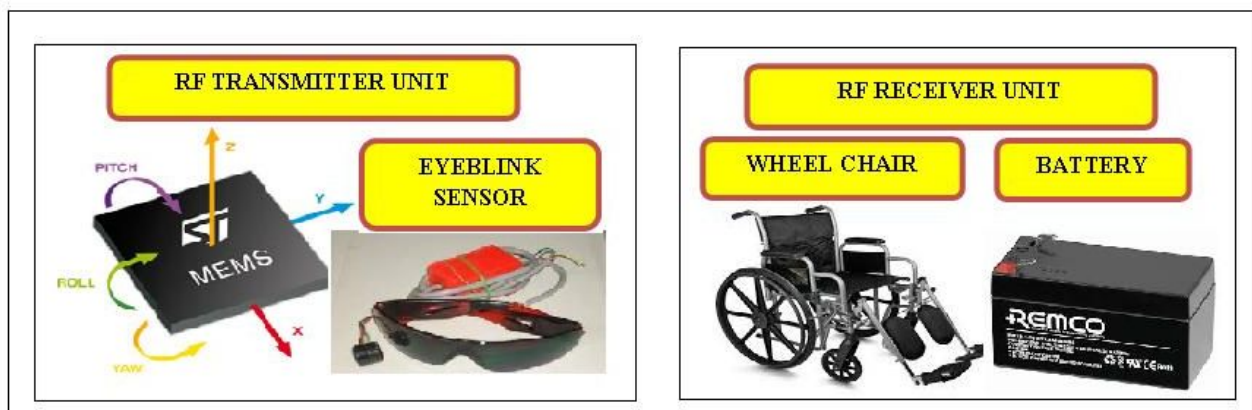 RF TRANSMITTER UNIT
PITCH
Z
Y
ROLL
MEMS
X
YAW
EYEBLINK
SENSOR
RF RECEIVER UNIT
WHEEL CHAIR
BATTERY
REMCO